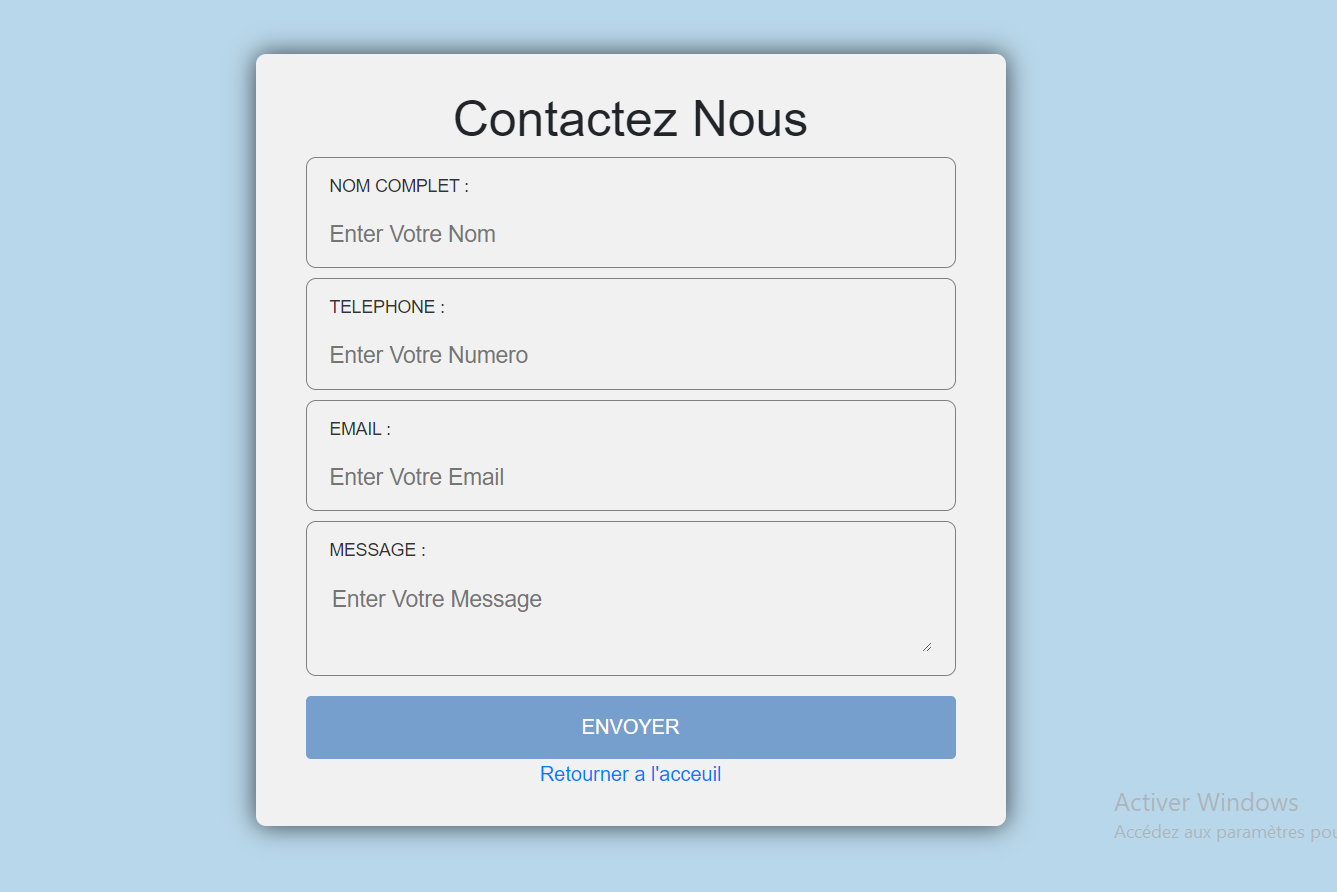 Contactez Nous
NOM COMPLET :
Enter Votre Nom
TELEPHONE :
Enter Votre Numero
EMAIL :
Enter Votre Email
MESSAGE :
Enter Votre Message
ENVOYER
Retourner a l'acceuil
Activer Windows
Accédez aux paramètres pou